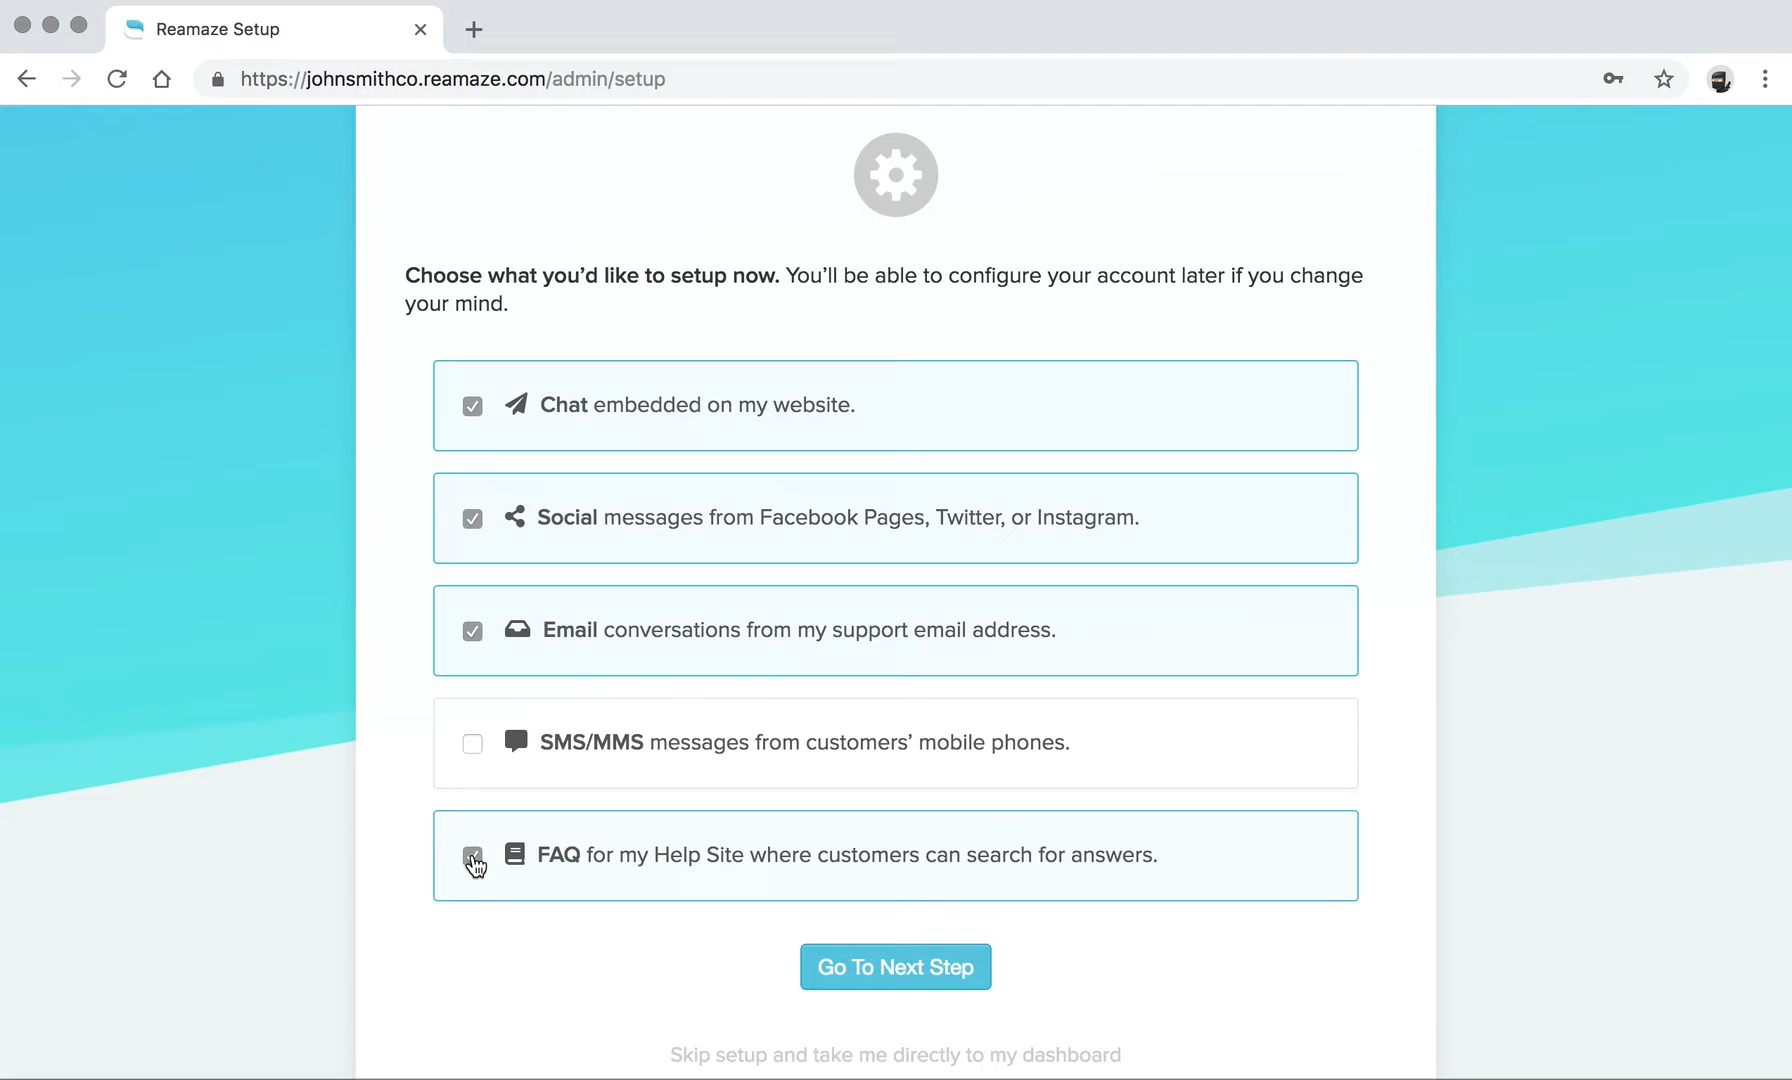 Reamaze Setup
https://johnsmithco.reamaze.com/admin/setup
Choose what you’d like to setup now. You’ll be able to configure your account later if you change
your mind.
Chat embedded on my website.
Social messages from Facebook Pages, Twitter, or Instagram.
Email conversations from my support email address.
SMS/MMS messages from customers’ mobile phones.
FAQ for my Help Site where customers can search for answers.
Go To Next Step
Skip setup and take me directly to my dashboard